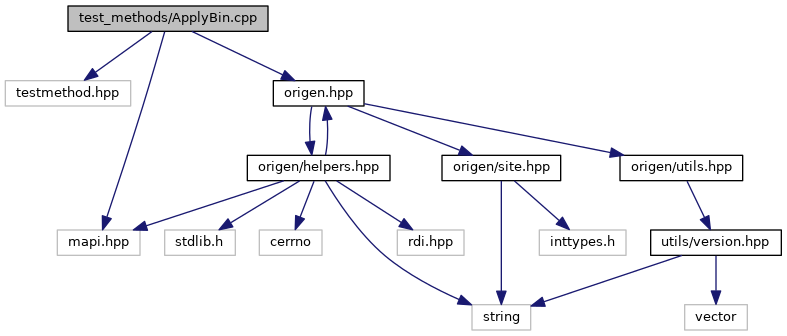 test_methods/ApplyBin.cpp
testmethod.hpp
origen.hpp
origen/helpers.hpp
origen/site.hpp
origen/utils.hpp
mapi.hpp
stdlib.h
cerrno
rdi.hpp
inttypes.h
utils/version.hpp
string
vector